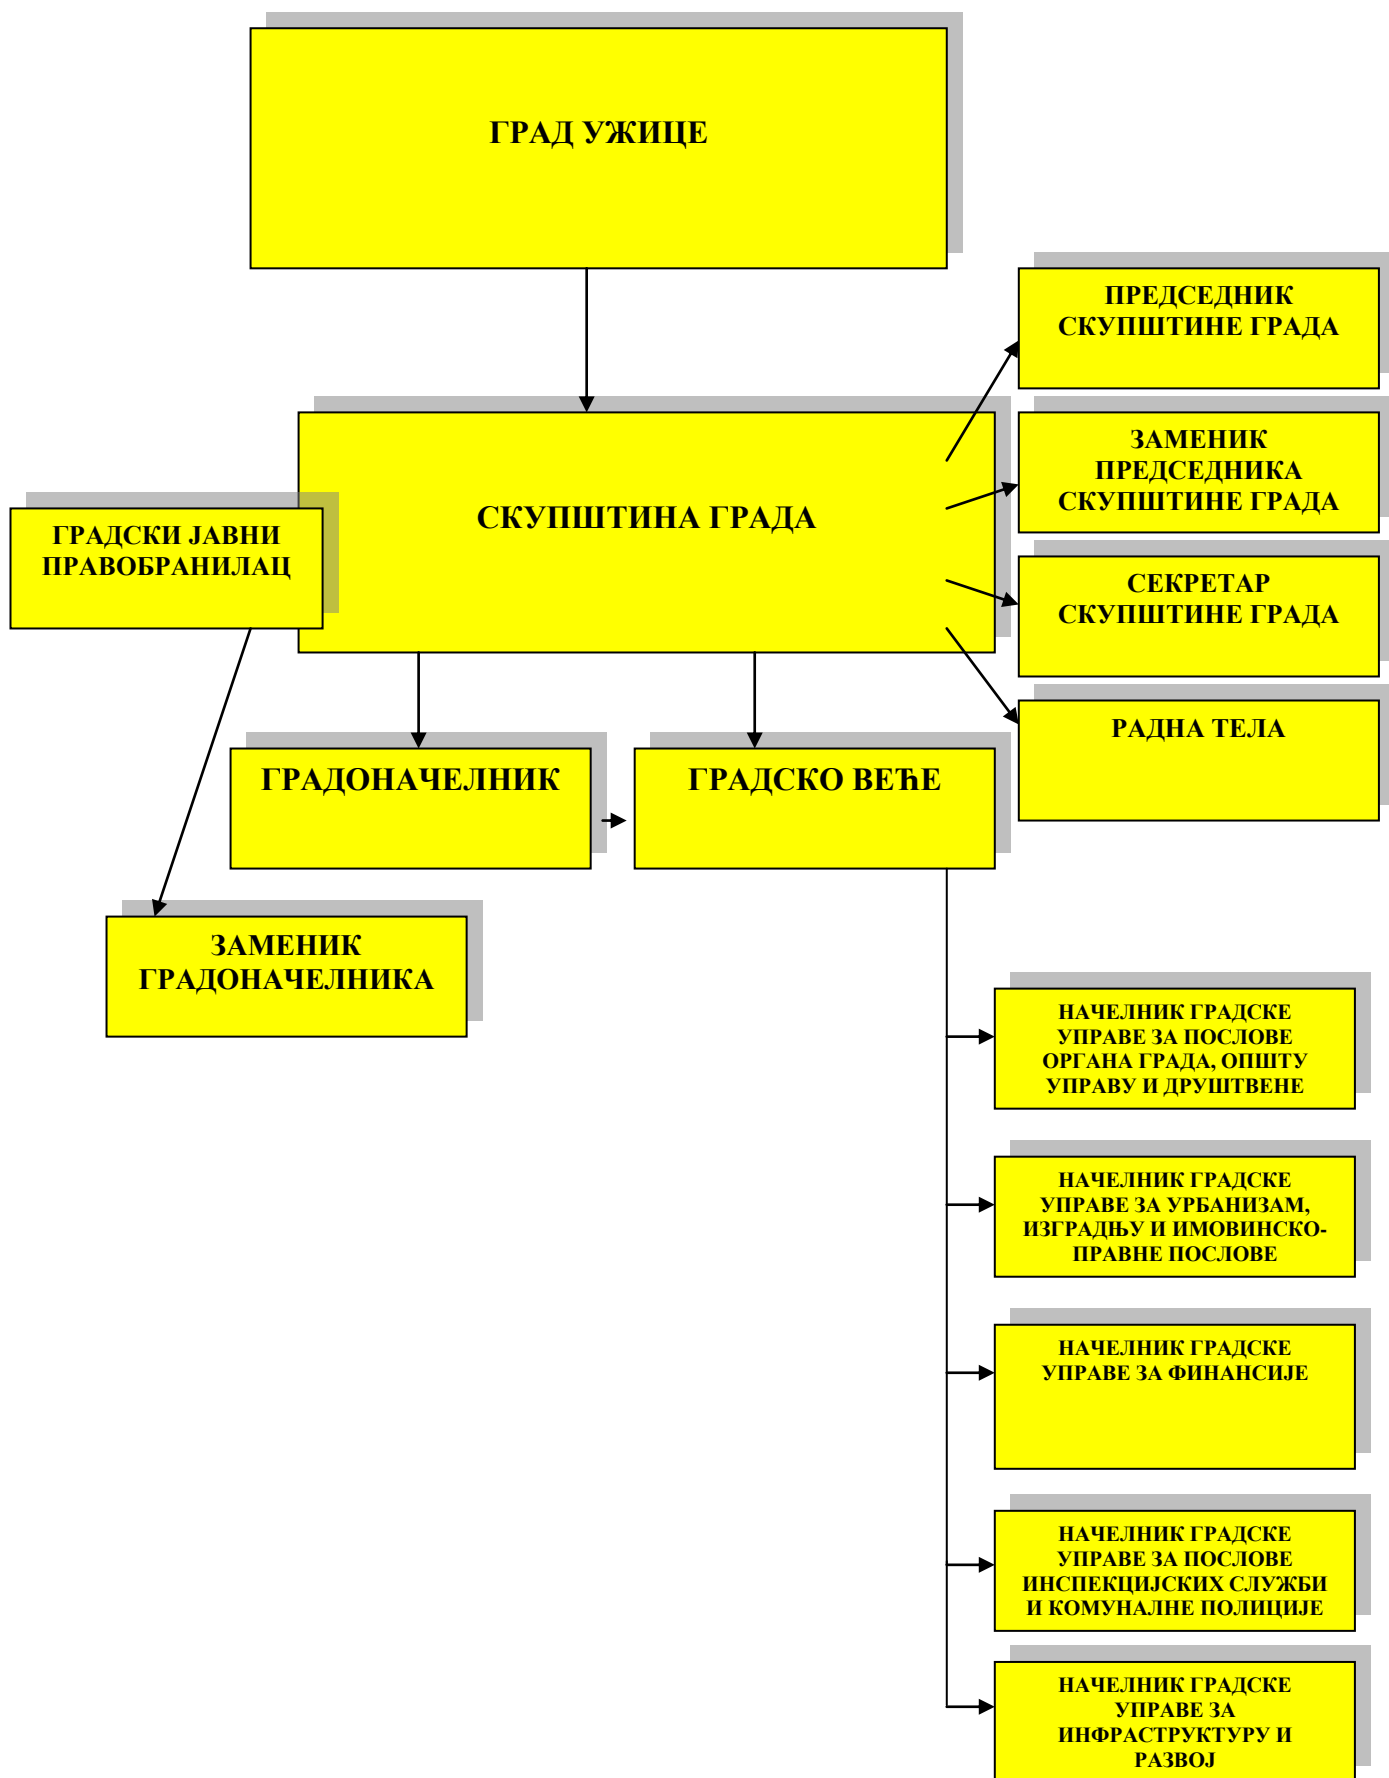 ГРАД УЖИЦЕ
ПРЕДСЕДНИК
СКУПШТИНЕ ГРАДА
ЗАМЕНИК
ПРЕДСЕДНИКА
СКУПШТИНЕ ГРАДА
СКУПШТИНА ГРАДА
ГРАДСКИ ЈАВНИ
ПРАВОБРАНИЛАЦ
СЕКРЕТАР
СКУПШТИНЕ ГРАДА
РАДНА ТЕЛА
ГРАДОНАЧЕЛНИК
ГРАДСКО ВЕЋЕ
ЗАМЕНИК
ГРАДОНАЧЕЛНИКА
НАЧЕЛНИК ГРАДСКЕ
УПРАВЕ ЗА ПОСЛОВЕ
ОРГАНА ГРАДА, ОПШТУ
УПРАВУ И ДРУШТВЕНЕ
НАЧЕЛНИК ГРАДСКЕ
УПРАВЕ ЗА УРБАНИЗАМ,
ИЗГРАДЊУ И ИМОВИНСКО-
ПРАВНЕ ПОСЛОВЕ
НАЧЕЛНИК ГРАДСКЕ
УПРАВЕ ЗА ФИНАНСИЈЕ
НАЧЕЛНИК ГРАДСКЕ
УПРАВЕ ЗА ПОСЛОВЕ
ИНСПЕКЦИЈСКИХ СЛУЖБИ
И КОМУНАЛНЕ ПОЛИЦИЈЕ
НАЧЕЛНИК ГРАДСКЕ
УПРАВЕ ЗА
ИНФРАСТРУКТУРУ И
РАЗВОЈ